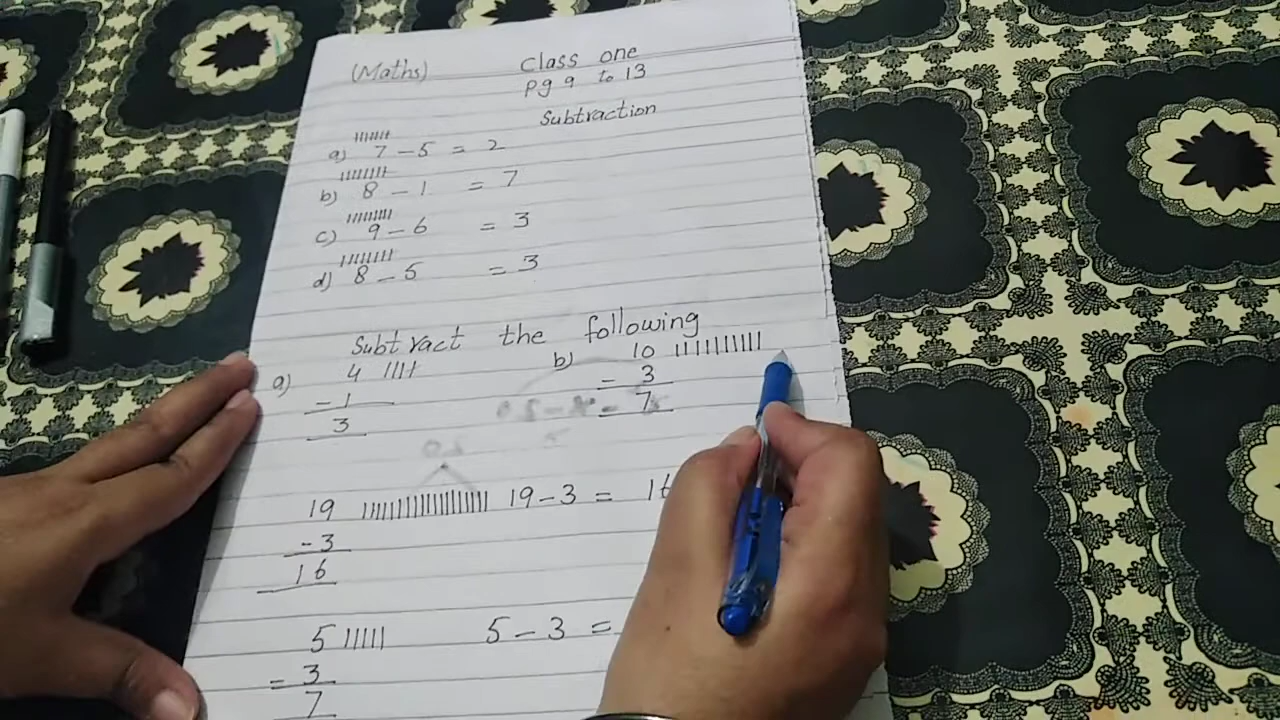 (Maths) Class one
Pg 9 to 13
Subtraction
a) 7 - 5 = 2
b) 8 - 1 = 7
c) 9 - 6 = 3
d) 8 - 5 = 3
Subtract the following
a) 4 b) 10
- 1 - 3
3 7
19 19 - 3 = 16
- 3
16
5 5 - 3 =
- 3
7